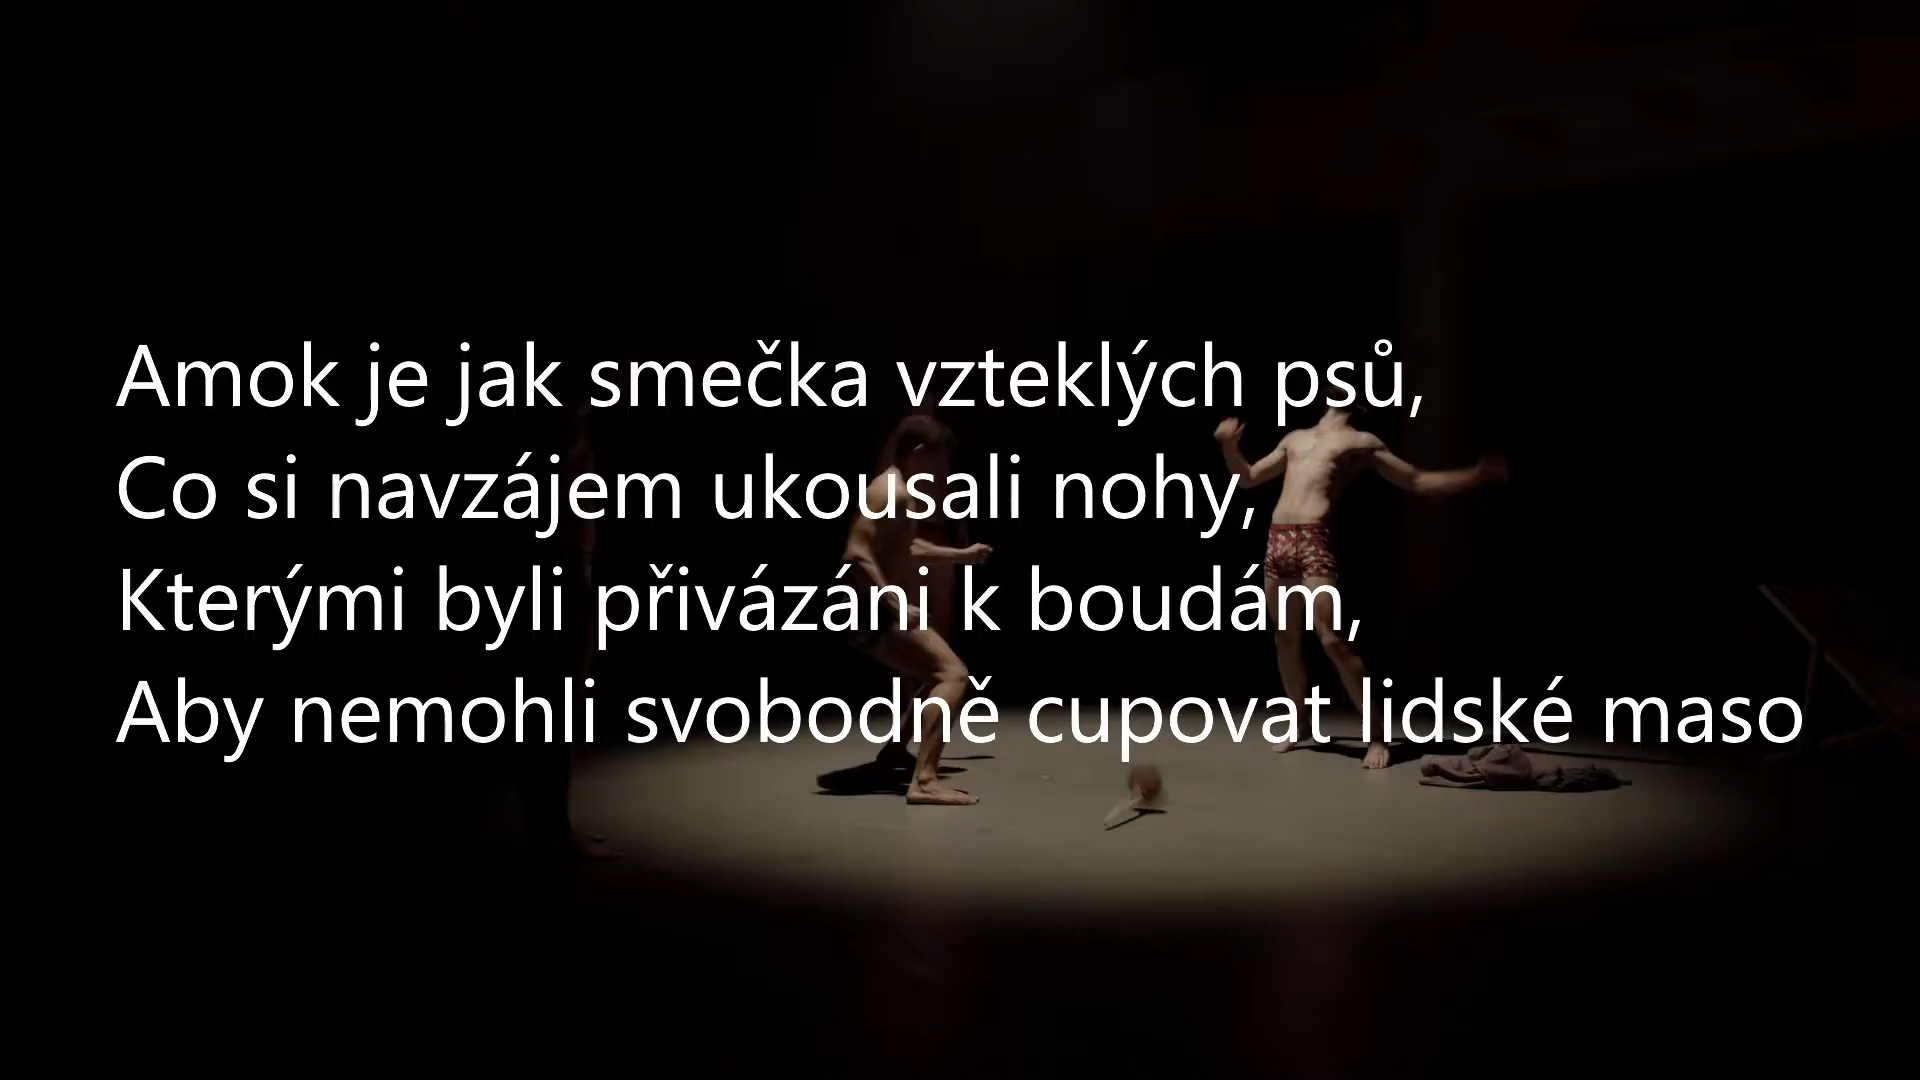 Amok je jak smečka vzteklých psů,
Co si navzájem ukousali nohy,
Kterými byli přivázáni k boudám,
Aby nemohli svobodně cupovat lidské maso